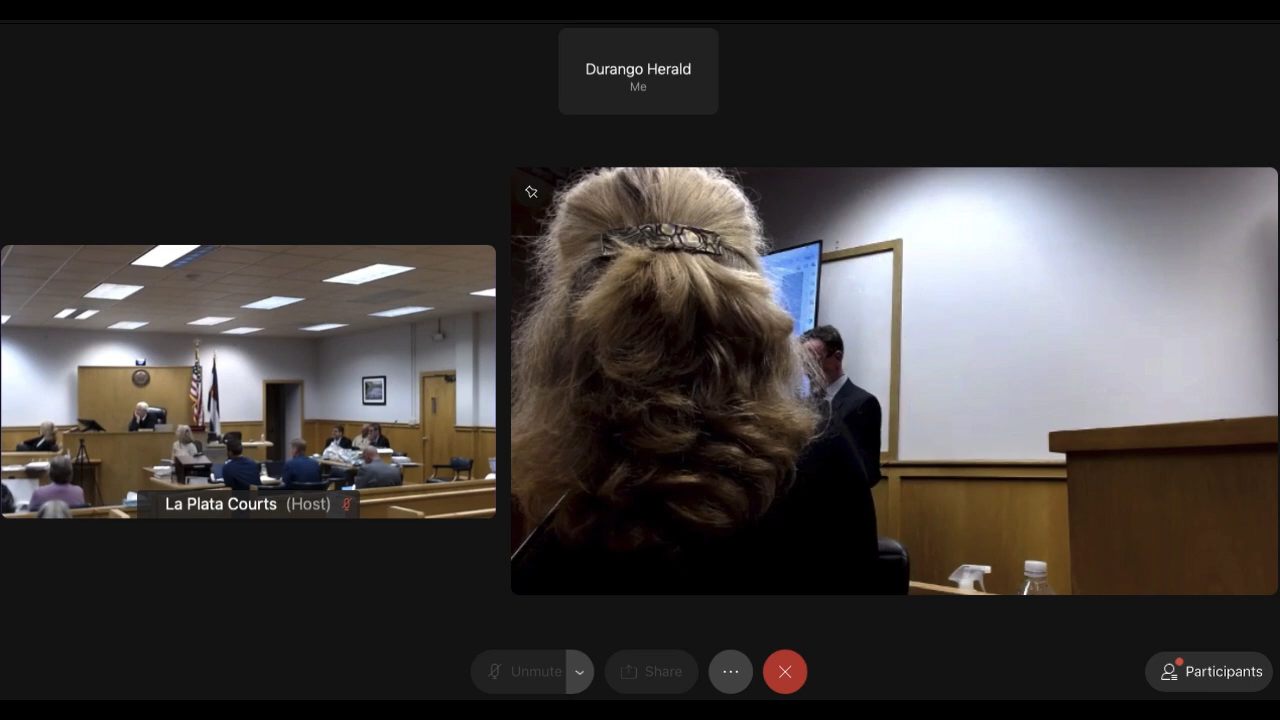 Durango Herald
Me
La Plata Courts (Host)
Unmute
Share
Participants